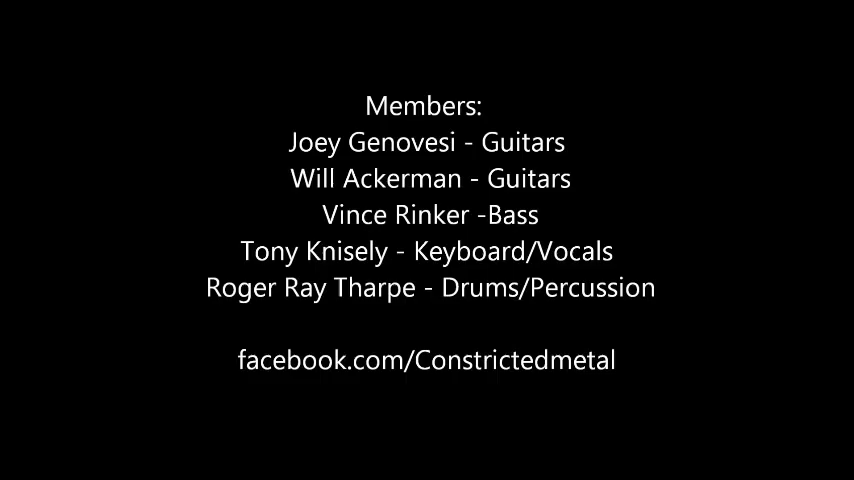 Members:
Joey Genovesi - Guitars
Will Ackerman - Guitars
Vince Rinker -Bass
Tony Knisely - Keyboard/Vocals
Roger Ray Tharpe - Drums/Percussion
facebook.com/Constrictedmetal